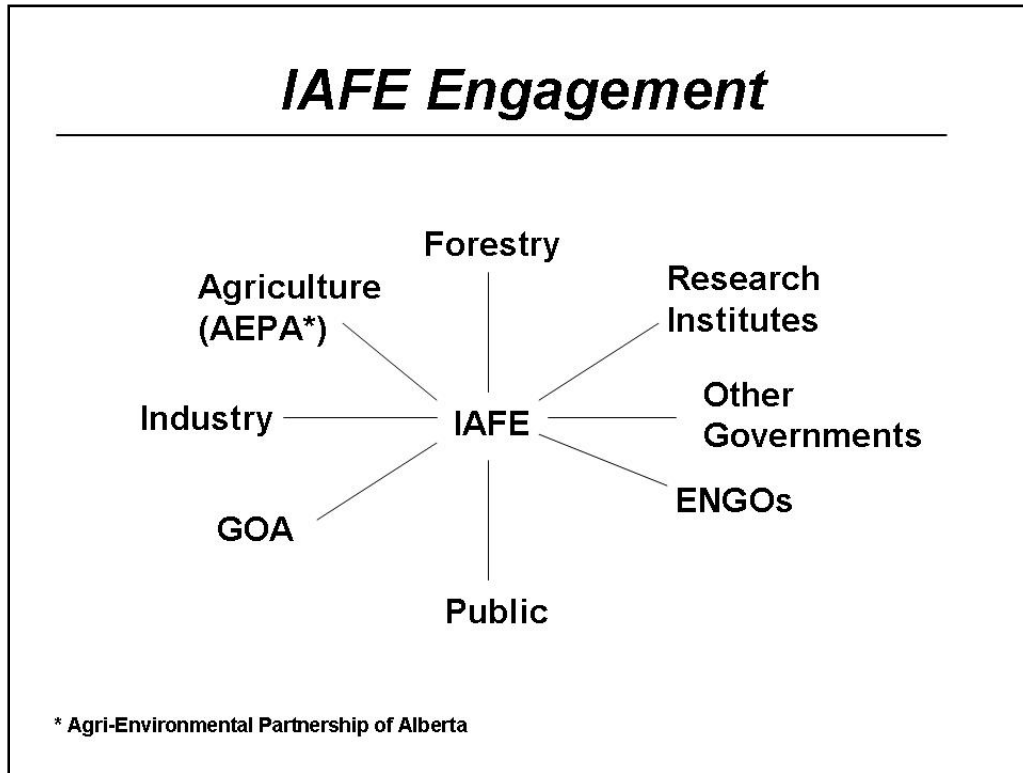 IAFE Engagement
Forestry
Agriculture
(AEPA*)
Research
Institutes
Industry
IAFE
Other
Governments
GOA
ENGOs
Public
* Agri-Environmental Partnership of Alberta